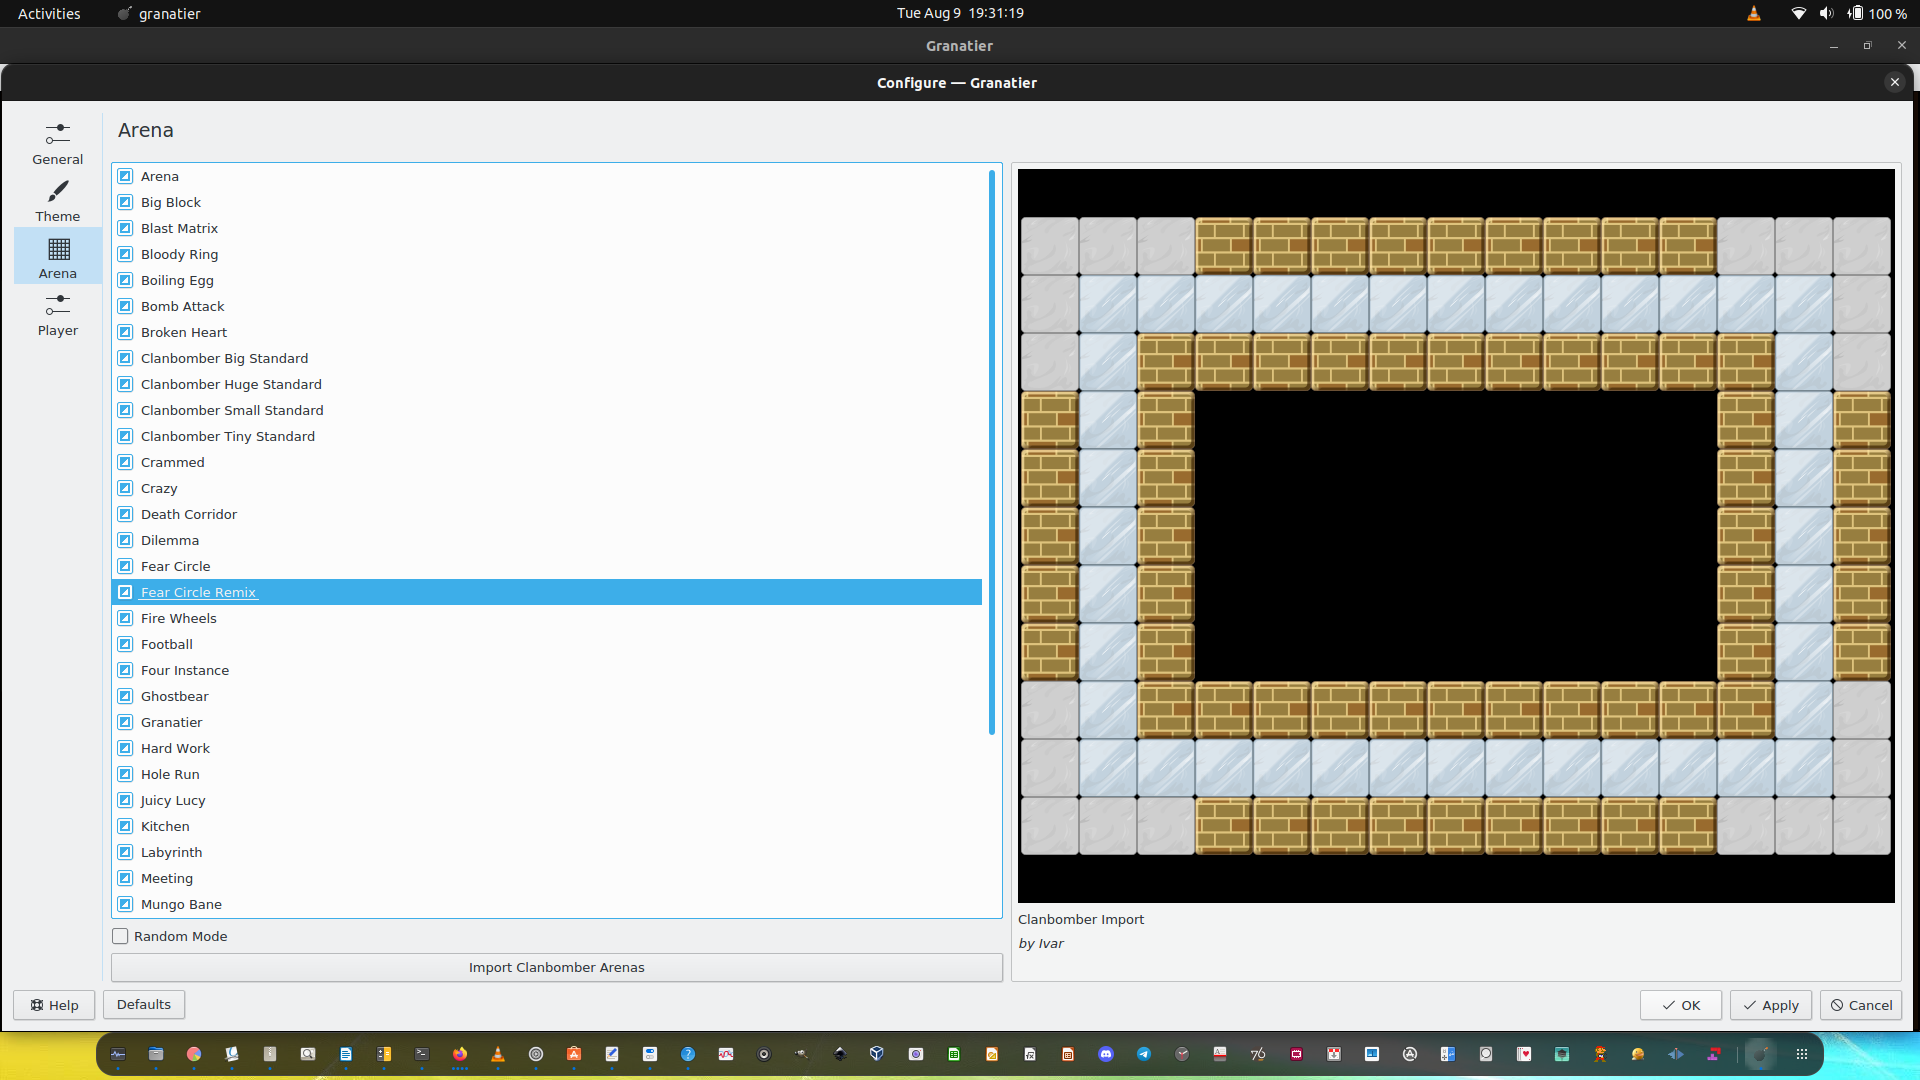 Activities
granatier
Tue Aug 9 19:31:19
100 %
Granatier
Configure — Granatier
General
Theme
Arena
Player
Arena
Arena
Big Block
Blast Matrix
Bloody Ring
Boiling Egg
Bomb Attack
Broken Heart
Clanbomber Big Standard
Clanbomber Huge Standard
Clanbomber Small Standard
Clanbomber Tiny Standard
Crammed
Crazy
Death Corridor
Dilemma
Fear Circle
Fear Circle Remix
Fire Wheels
Football
Four Instance
Ghostbear
Granatier
Hard Work
Hole Run
Juicy Lucy
Kitchen
Labyrinth
Meeting
Mungo Bane
Random Mode
Import Clanbomber Arenas
Clanbomber Import
by Ivar
Help
Defaults
OK
Apply
Cancel